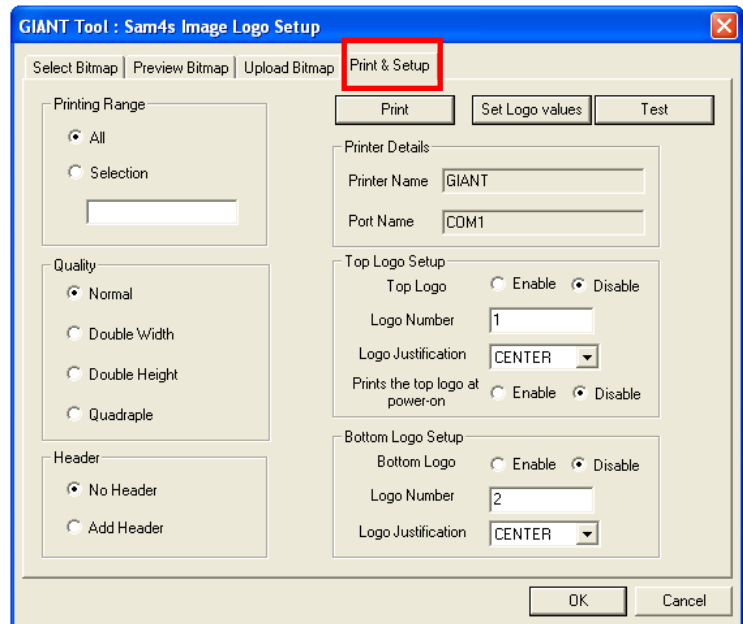 GIANT Tool : Sam4s Image Logo Setup
Select Bitmap
Preview Bitmap
Upload Bitmap
Print & Setup
Printing Range
All
Selection
Quality
Normal
Double Width
Double Height
Quadraple
Header
No Header
Add Header
Print
Set Logo values
Test
Printer Details
Printer Name GIANT
Port Name COM1
Top Logo Setup
Top Logo Enable Disable
Logo Number 1
Logo Justification CENTER
Prints the top logo at
power-on Enable Disable
Bottom Logo Setup
Bottom Logo Enable Disable
Logo Number 2
Logo Justification CENTER
OK
Cancel